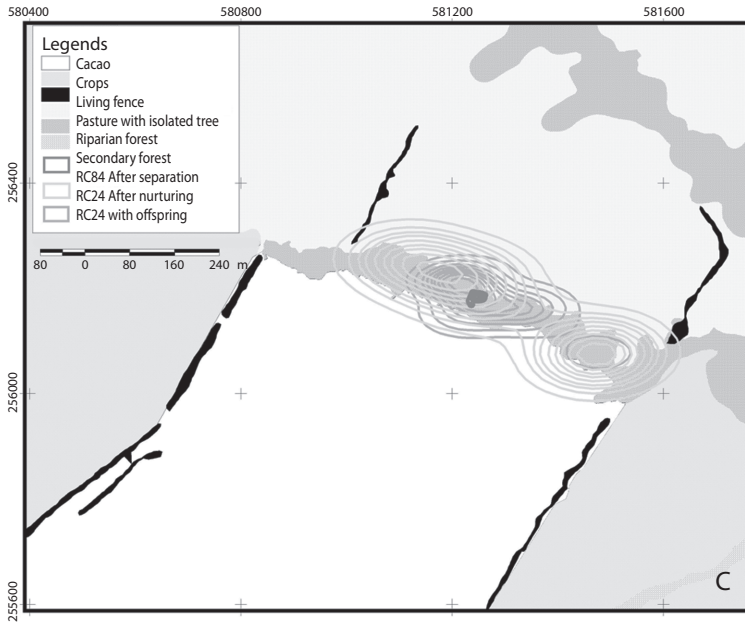 580400 580800 581200 581600
Legends
Cacao
Crops
Living fence
Pasture with isolated tree
Riparian forest
Secondary forest
RC84 After separation
RC24 After nurturing
RC24 with offspring
80 0 80 160 240 m
256400
256000
255600
C